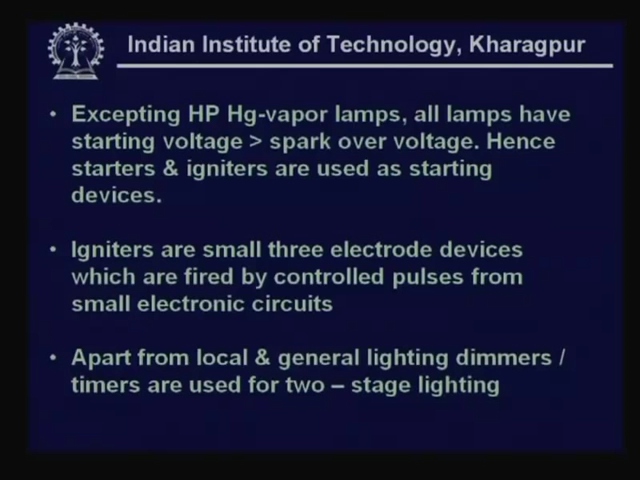 Indian Institute of Technology, Kharagpur
• Excepting HP Hg-vapor lamps, all lamps have
starting voltage > spark over voltage. Hence
starters & igniters are used as starting
devices.
• Igniters are small three electrode devices
which are fired by controlled pulses from
small electronic circuits
• Apart from local & general lighting dimmers /
timers are used for two – stage lighting